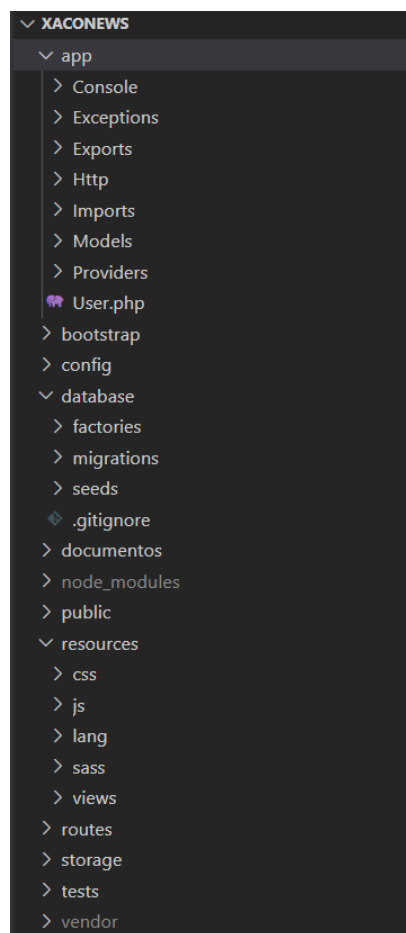 XACONEWS
app
Console
Exceptions
Exports
Http
Imports
Models
Providers
User.php
bootstrap
config
database
factories
migrations
seeds
.gitignore
documentos
node_modules
public
resources
css
js
lang
sass
views
routes
storage
tests
vendor